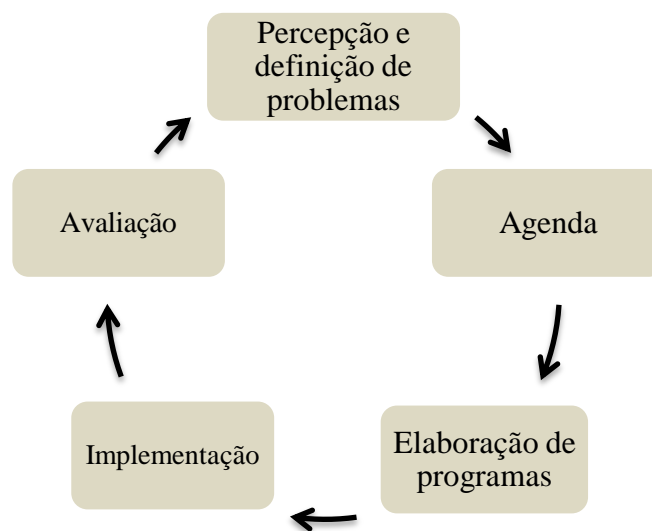 Percepção e
definição de
problemas
Agenda
Elaboração de
programas
Implementação
Avaliação